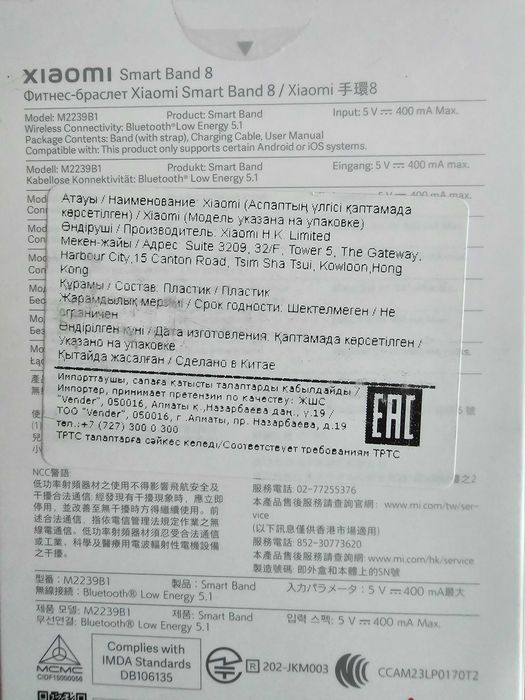 xiaomi Smart Band 8
Фитнес-браслет Xiaomi Smart Band 8 / Xiaomi 手環8
Model: M2239B1 Product: Smart Band Input: 5 V ⎓ 400 mA Max.
Wireless Connectivity: Bluetooth® Low Energy 5.1
Package Contents: Band (with strap), Charging Cable, User Manual
Compatible with: This product only supports certain Android or iOS systems.
Modell: M2239B1 Produkt: Smart Band Eingang: 5 V ⎓ 400 mA max.
Kabellose Konnektivität: Bluetooth® Low Energy 5.1
Атауы / Наименование: Xiaomi (Аспаптың үлгісі қаптамада
көрсетілген) / Xiaomi (Модель указана на упаковке)
Өндіруші / Производитель: Xiaomi H.K. Limited
Мекен-жайы / Адрес: Suite 3209, 32/F, Tower 5, The Gateway,
Harbour City,15 Canton Road, Tsim Sha Tsui, Kowloon,Hong
Kong
Құрамы / Состав: Пластик / Пластик
Жарамдылық мерзімі / Срок годности: Шектелмеген / Не
ограничен
Өндірілген күні / Дата изготовления: Қаптамада көрсетілген /
Указано на упаковке
Қытайда жасалған / Сделано в Китае
Импорттаушы, сапаға қатысты талаптарды қабылдайды /
Импортер, принимает претензии по качеству: ЖШС
"Vender", 050016, Алматы к.,Назарбаева даң., ү.19 /
ТОО "Vender", 050016, г.Алматы, пр. Назарбаева, д.19
тел.:+7 (727) 300 0 300
ТРТС талаптарға сәйкес келеді/Соответствует требованиям ТРТС
EAC
NCC警語:
低功率射頻器材之使用不得影響飛航安全及
干擾合法通信;經發現有干擾現象時，應立即
停用，並改善至無干擾時方得繼續使用。前
述合法通信，指依電信管理法規定作業之無
線電通信。低功率射頻器材須忍受合法通信
或工業、科學及醫療用電波輻射性電機設備
之干擾。
服務電話: 02-77255376
本產品售後服務請查詢官網: www.mi.com/tw/ser-
vice
(以下訊息僅供香港市場適用)
服務電話: 852-30773620
本產品售後服務請查詢網: www.mi.com/hk/service
製造號碼 即外盒和本體上的SN號
型番：M2239B1 製品：Smart Band 入力パラメータ：5 V ⎓ 400 mA最大
無線接続：Bluetooth® Low Energy 5.1
제품 모델: M2239B1 제품: Smart Band 입력 스펙: 5 V ⎓ 400 mA Max.
무선연결: Bluetooth® Low Energy 5.1
MCMC
CIDF15000056
Complies with
IMDA Standards
DB106135
R 202-JKM003
CCAM23LP0170T2